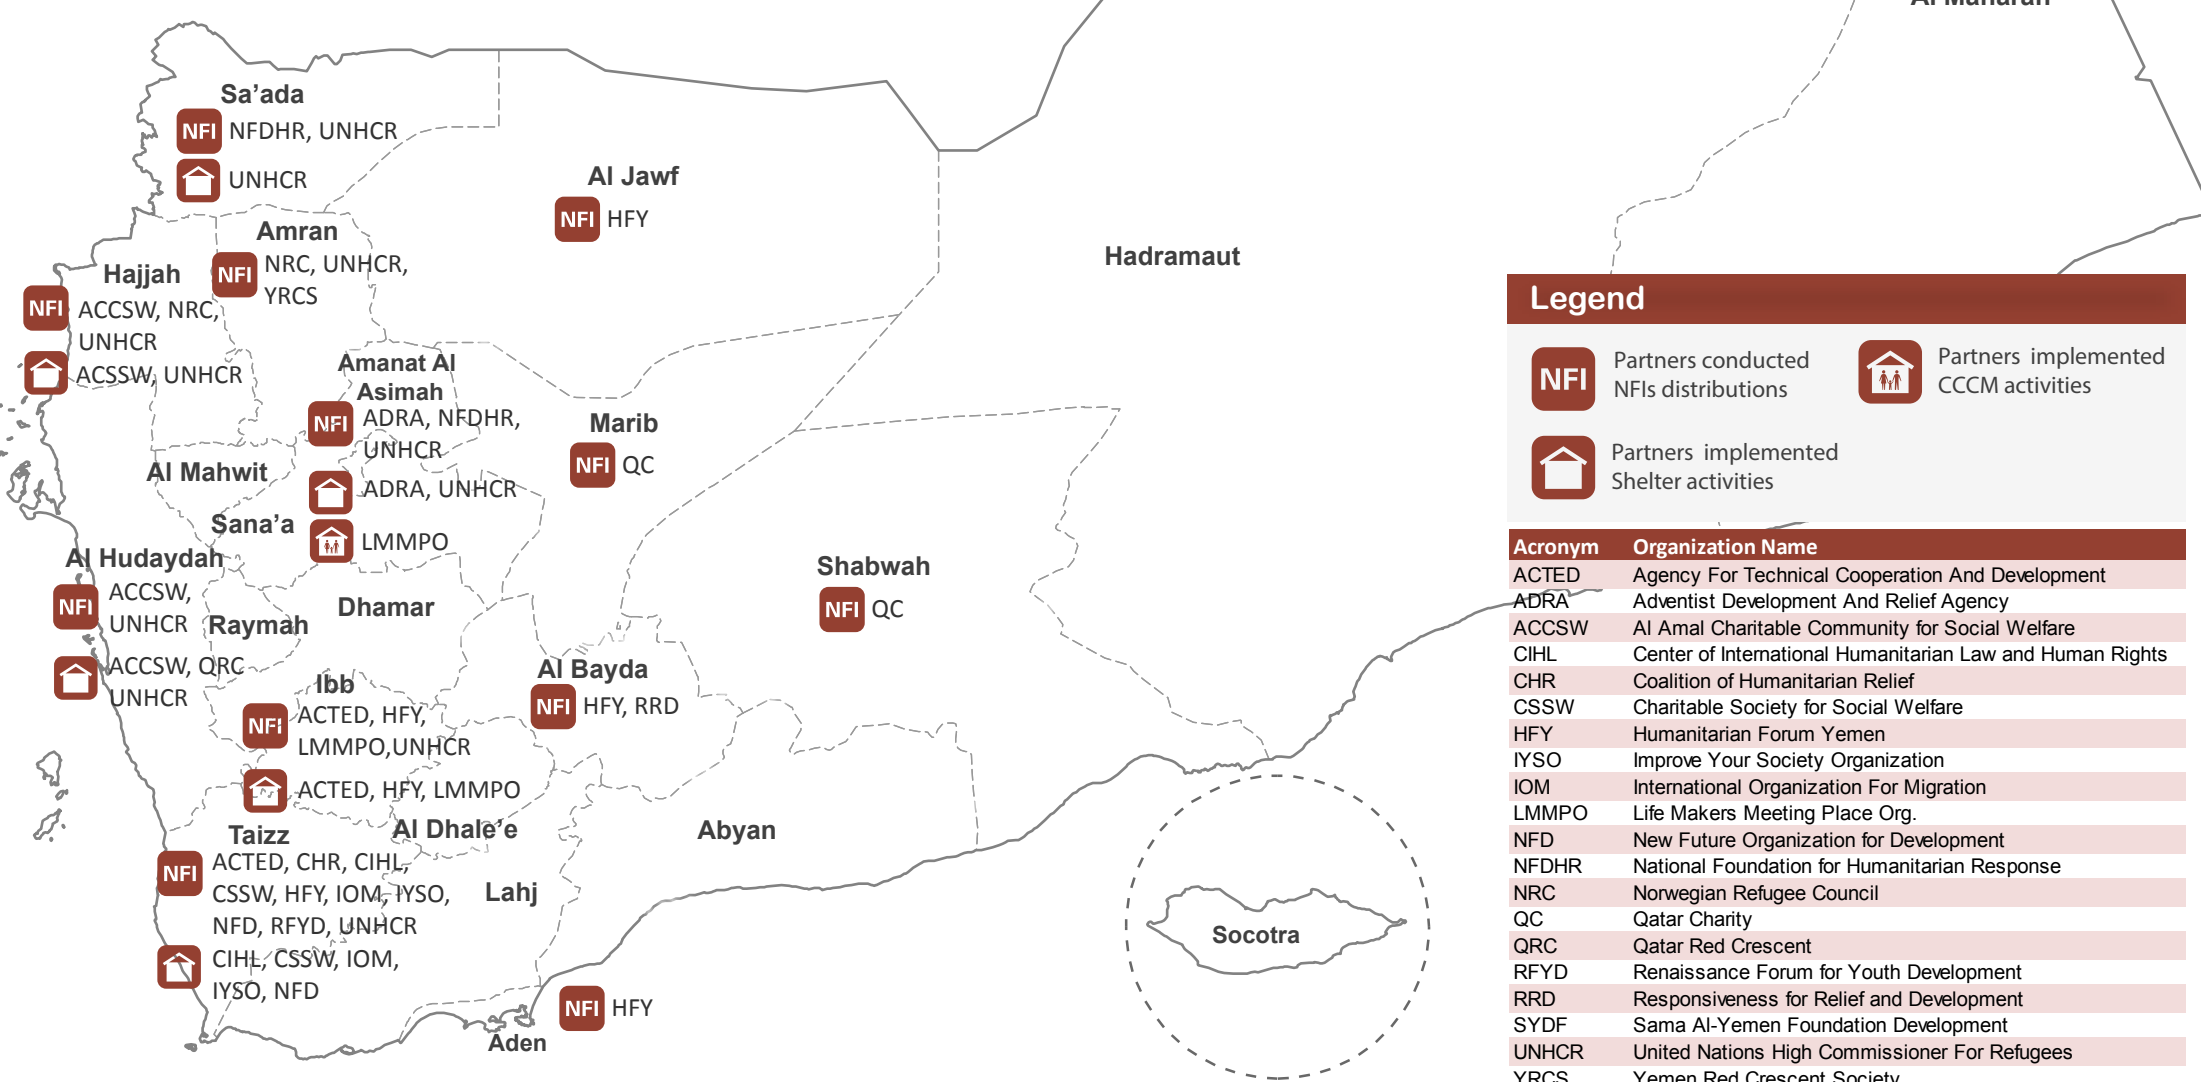 Al Maharah
Sa'ada
NFI NFDHR, UNHCR
UNHCR
Al Jawf
NFI HFY
Amran
NFI NRC, UNHCR,
YRCS
Hadramaut
Hajjah
NFI ACCSW, NRC,
UNHCR
ACSSW, UNHCR
Amanat Al
Asimah
NFI ADRA, NFDHR,
UNHCR
ADRA, UNHCR
LMMPO
Marib
NFI QC
Al Mahwit
Sana'a
Al Hudaydah
NFI ACCSW,
UNHCR
ACCSW, QRC
UNHCR
Raymah
Dhamar
Shabwah
NFI QC
Al Bayda
NFI HFY, RRD
Ibb
NFI ACTED, HFY,
LMMPO,UNHCR
ACTED, HFY, LMMPO
Taizz
NFI ACTED, CHR, CIHL,
CSSW, HFY, IOM, IYSO,
NFD, RFYD, UNHCR
CIHL, CSSW, IOM,
IYSO, NFD
Al Dhale'e
Lahj
Abyan
NFI HFY
Aden
Socotra
Legend
NFI Partners conducted
NFIs distributions
Partners implemented
CCCM activities
Partners implemented
Shelter activities
Acronym Organization Name
ACTED Agency For Technical Cooperation And Development
ADRA Adventist Development And Relief Agency
ACCSW Al Amal Charitable Community for Social Welfare
CIHL Center of International Humanitarian Law and Human Rights
CHR Coalition of Humanitarian Relief
CSSW Charitable Society for Social Welfare
HFY Humanitarian Forum Yemen
IYSO Improve Your Society Organization
IOM International Organization For Migration
LMMPO Life Makers Meeting Place Org.
NFD New Future Organization for Development
NFDHR National Foundation for Humanitarian Response
NRC Norwegian Refugee Council
QC Qatar Charity
QRC Qatar Red Crescent
RFYD Renaissance Forum for Youth Development
RRD Responsiveness for Relief and Development
SYDF Sama Al-Yemen Foundation Development
UNHCR United Nations High Commissioner For Refugees
YRCS Yemen Red Crescent Society